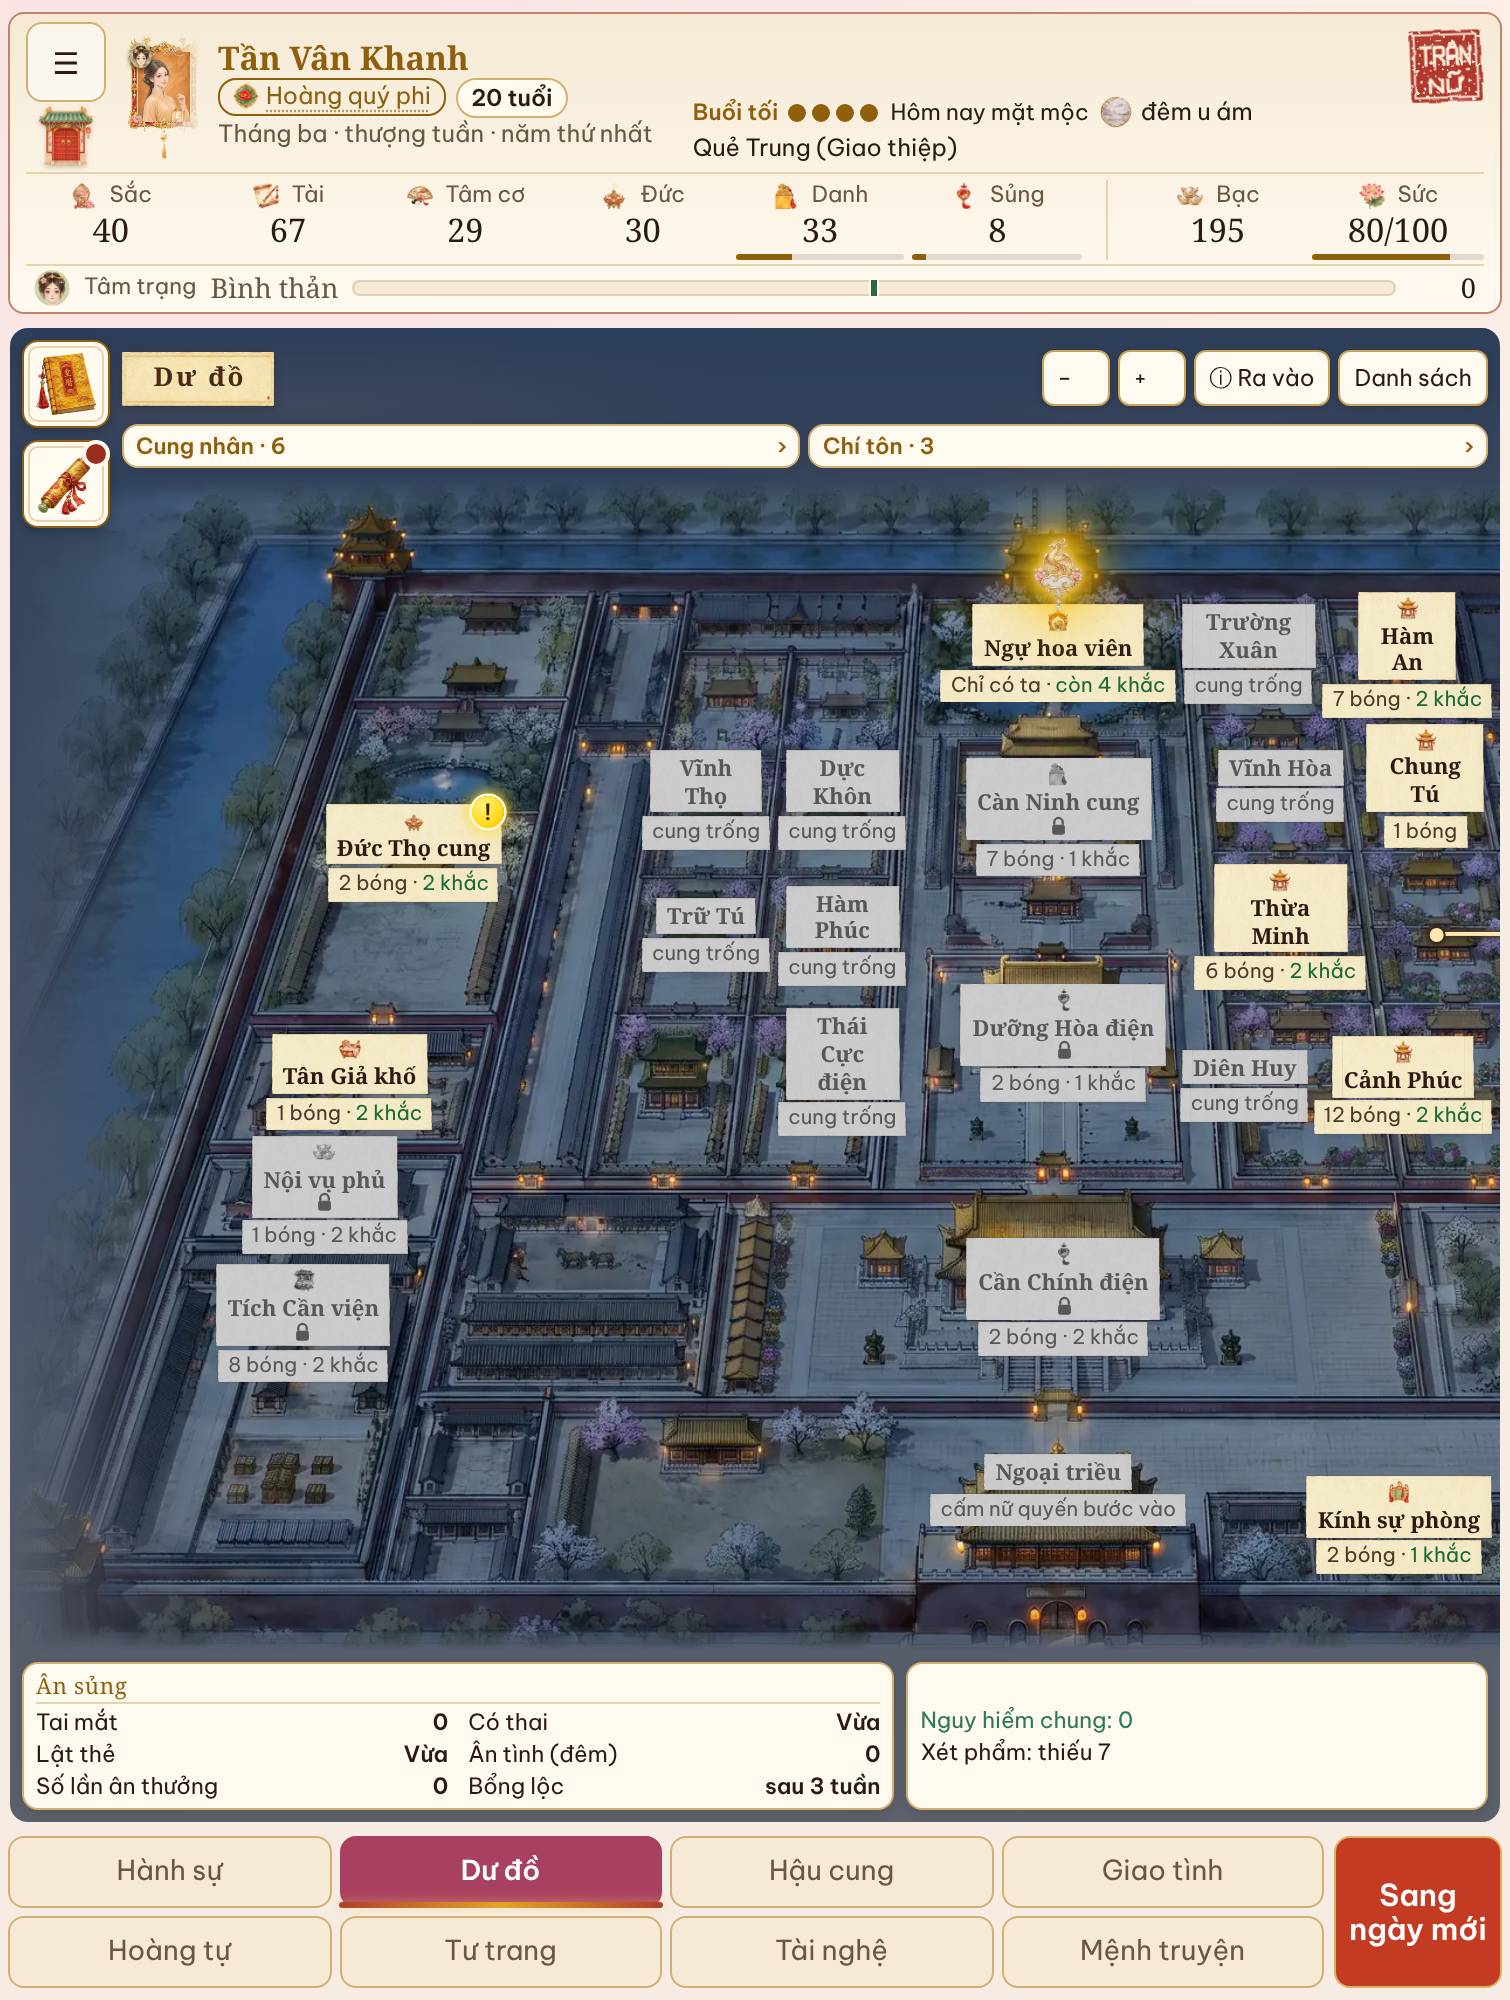 ☰
Tần Vân Khanh
Hoàng quý phi
20 tuổi
Tháng ba · thượng tuần · năm thứ nhất
Buổi tối
Hôm nay mặt mộc
đêm u ám
Quẻ Trung (Giao thiệp)
TRÂN
NỮ
Sắc
40
Tài
67
Tâm cơ
29
Đức
30
Danh
33
Sủng
8
Bạc
195
Sức
80/100
Tâm trạng
Bình thản
0
Dư đồ
-
+
ⓘ Ra vào
Danh sách
Cung nhân · 6 ›
Chí tôn · 3 ›
Ngự hoa viên
Chỉ có ta · còn 4 khắc
Trường
Xuân
cung trống
Hàm
An
7 bóng · 2 khắc
Vĩnh
Thọ
cung trống
Dực
Khôn
cung trống
Càn Ninh cung
7 bóng · 1 khắc
Vĩnh Hòa
cung trống
Chung
Tú
1 bóng
!
Đức Thọ cung
2 bóng · 2 khắc
Trữ Tú
cung trống
Hàm
Phúc
cung trống
Thừa
Minh
6 bóng · 2 khắc
Thái
Cực
điện
cung trống
Dưỡng Hòa điện
2 bóng · 1 khắc
Diên Huy
cung trống
Cảnh Phúc
12 bóng · 2 khắc
Tân Giả khố
1 bóng · 2 khắc
Nội vụ phủ
1 bóng · 2 khắc
Tích Cần viện
8 bóng · 2 khắc
Cần Chính điện
2 bóng · 2 khắc
Ngoại triều
cấm nữ quyến bước vào
Kính sự phòng
2 bóng · 1 khắc
Ân sủng
Tai mắt 0
Có thai Vừa
Lật thẻ Vừa
Ân tình (đêm) 0
Số lần ân thưởng 0
Bổng lộc sau 3 tuần
Nguy hiểm chung: 0
Xét phẩm: thiếu 7
Hành sự
Dư đồ
Hậu cung
Giao tình
Hoàng tự
Tư trang
Tài nghệ
Mệnh truyện
Sang
ngày mới